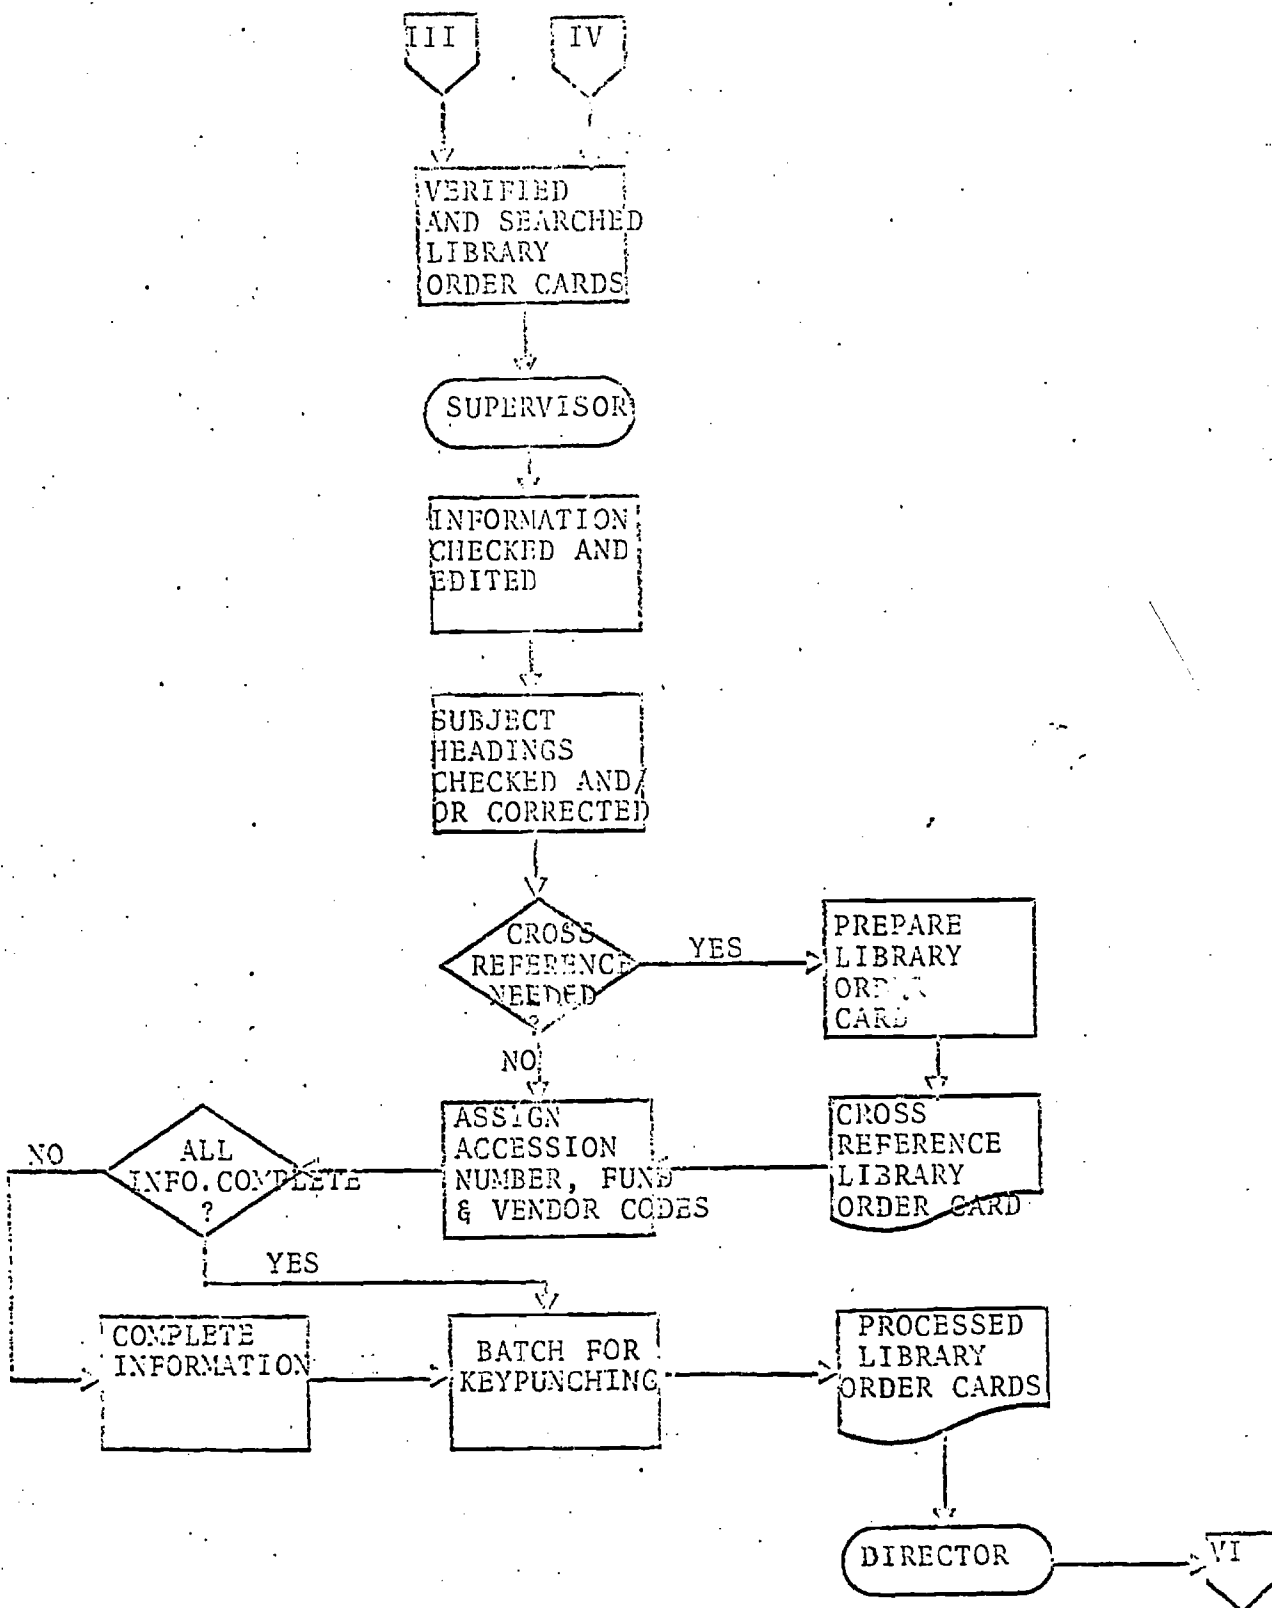 III
IV
VERIFIED
AND SEARCHED
LIBRARY
ORDER CARDS
SUPERVISOR
INFORMATION
CHECKED AND
EDITED
SUBJECT
HEADINGS
CHECKED AND/
OR CORRECTED
CROSS
REFERENCE
NEEDED
?
YES
PREPARE
LIBRARY
ORDER
CARD
NO
ASSIGN
ACCESSION
NUMBER, FUND
& VENDOR CODES
CROSS
REFERENCE
LIBRARY
ORDER CARD
ALL
INFO.COMPLETE
?
NO
YES
COMPLETE
INFORMATION
BATCH FOR
KEYPUNCHING
PROCESSED
LIBRARY
ORDER CARDS
DIRECTOR
VI